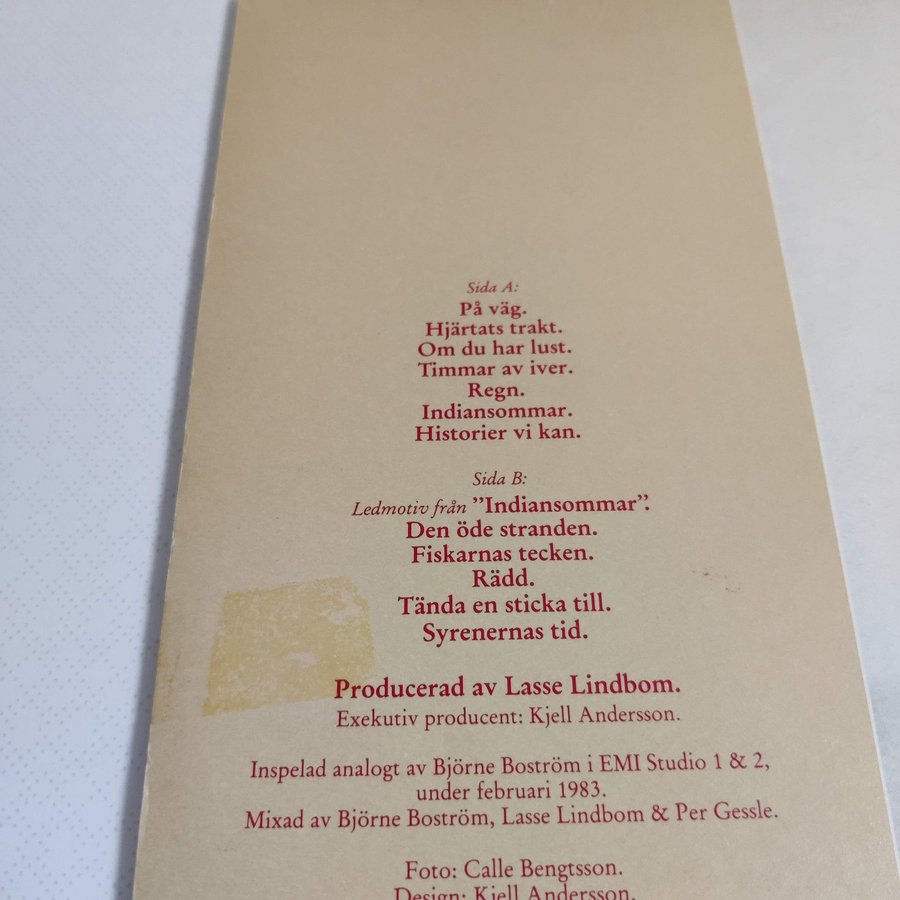 Sida A:
På väg.
Hjärtats trakt.
Om du har lust.
Timmar av iver.
Regn.
Indiansommar.
Historier vi kan.
Sida B:
Ledmotiv från ”Indiansommar”.
Den öde stranden.
Fiskarnas tecken.
Rädd.
Tända en sticka till.
Syrenernas tid.
Producerad av Lasse Lindbom.
Exekutiv producent: Kjell Andersson.
Inspelad analogt av Björne Boström i EMI Studio 1 & 2,
under februari 1983.
Mixad av Björne Boström, Lasse Lindbom & Per Gessle.
Foto: Calle Bengtsson.
Design: Kjell Andersson.